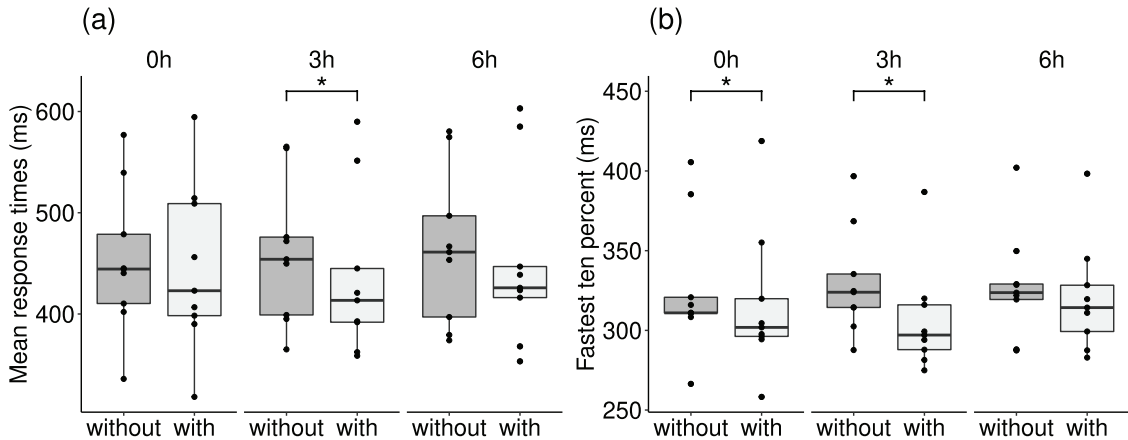 (a)
0h 3h 6h
*
Mean response times (ms)
600
500
400
without with without with without with
(b)
0h 3h 6h
* *
Fastest ten percent (ms)
450
400
350
300
250
without with without with without with